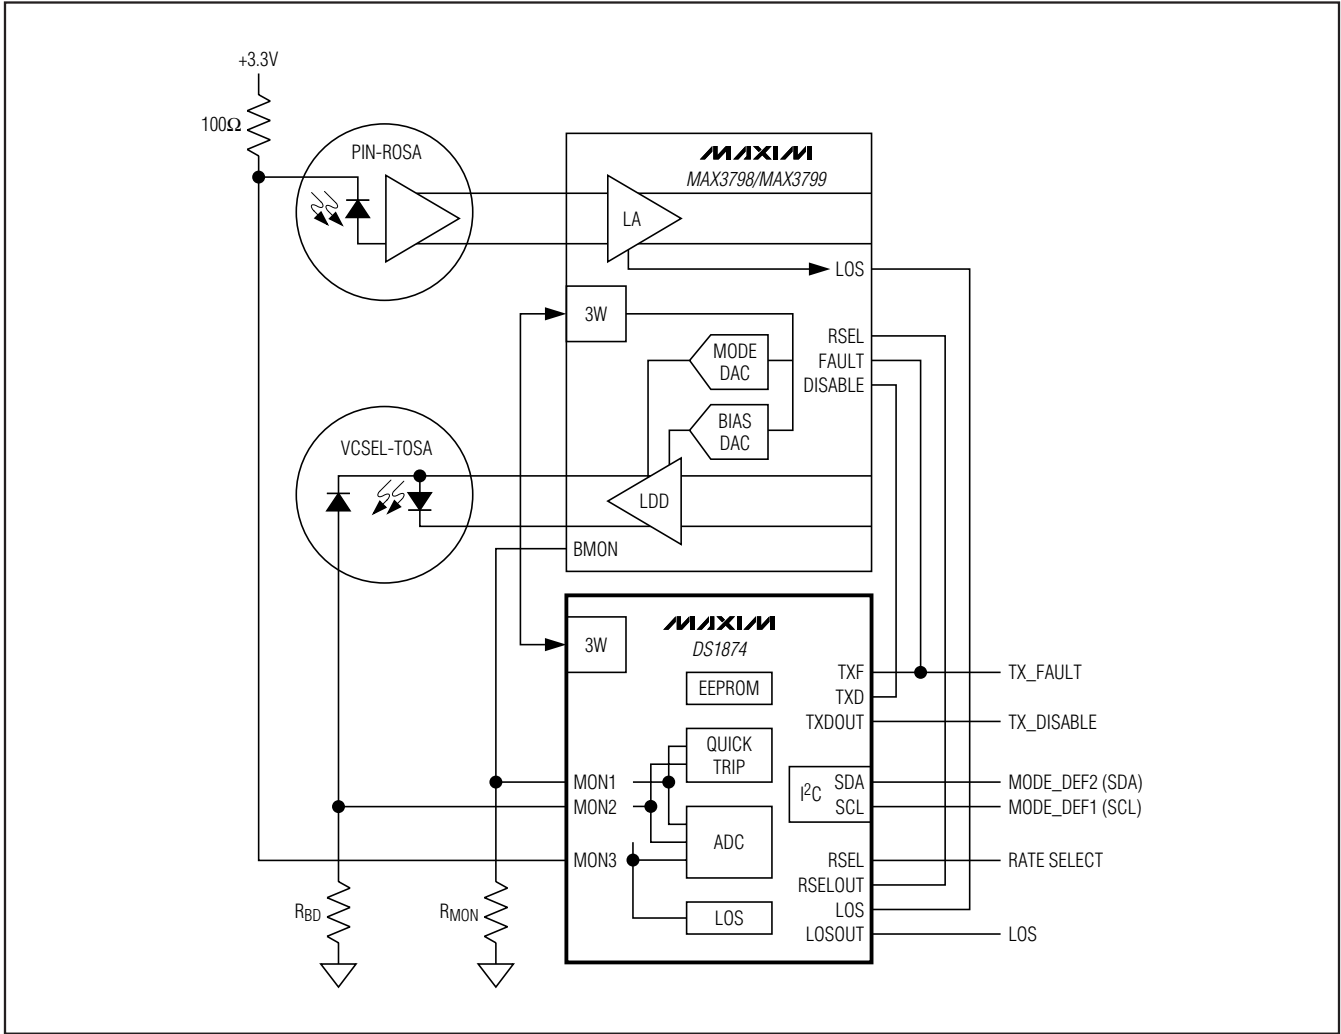 +3.3V
100Ω
PIN-ROSA
MAXIM
MAX3798/MAX3799
LA
LOS
3W
RSEL
MODE
DAC
FAULT
DISABLE
BIAS
DAC
VCSEL-TOSA
LDD
BMON
MAXIM
DS1874
3W
EEPROM
TXF
TX_FAULT
TXD
TXDOUT
TX_DISABLE
QUICK
TRIP
MON1
I²C
SDA
MODE_DEF2 (SDA)
MON2
SCL
MODE_DEF1 (SCL)
ADC
MON3
RSEL
RATE SELECT
RSELOUT
RBD
RMON
LOS
LOS
LOSOUT
LOS